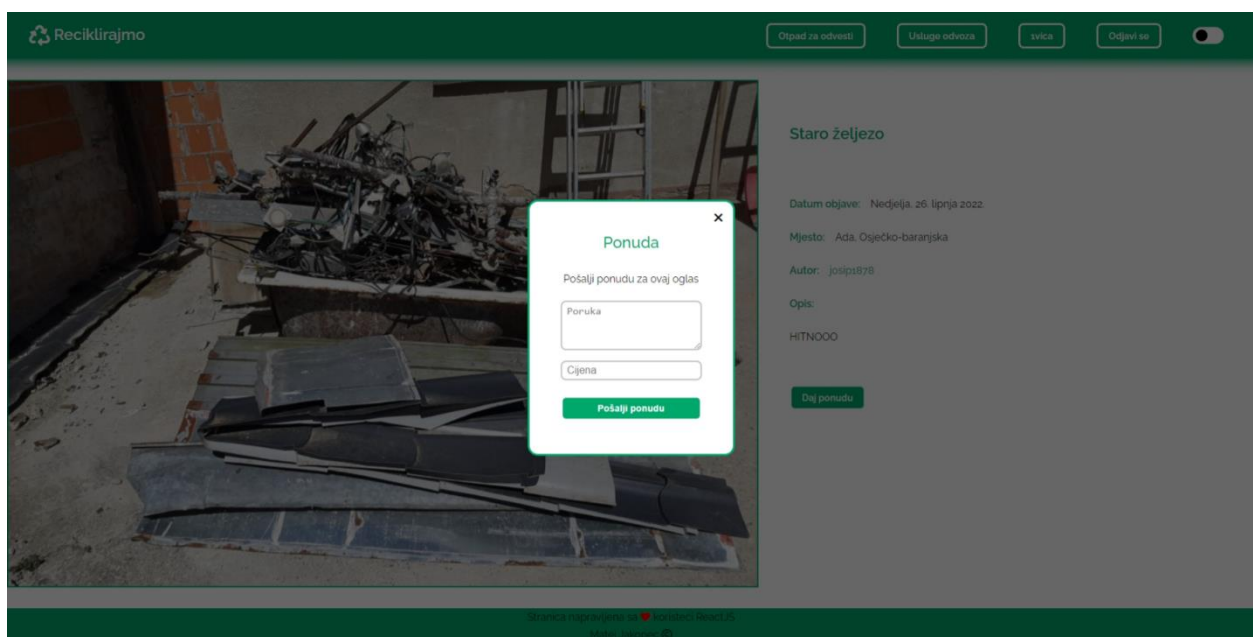 Reciklirajmo
Otpad za odvesti
Usluge odvoza
svica
Odjavi se
Staro željezo
Datum objave: Nedjelja, 26. lipnja 2022.
Mjesto: Ada, Osječko-baranjska
Autor: josip1878
Opis:
HITNOOO
Daj ponudu
×
Ponuda
Pošalji ponudu za ovaj oglas
Poruka
Cijena
Pošalji ponudu
Stranica napravljena sa ❤ koristeći ReactJS